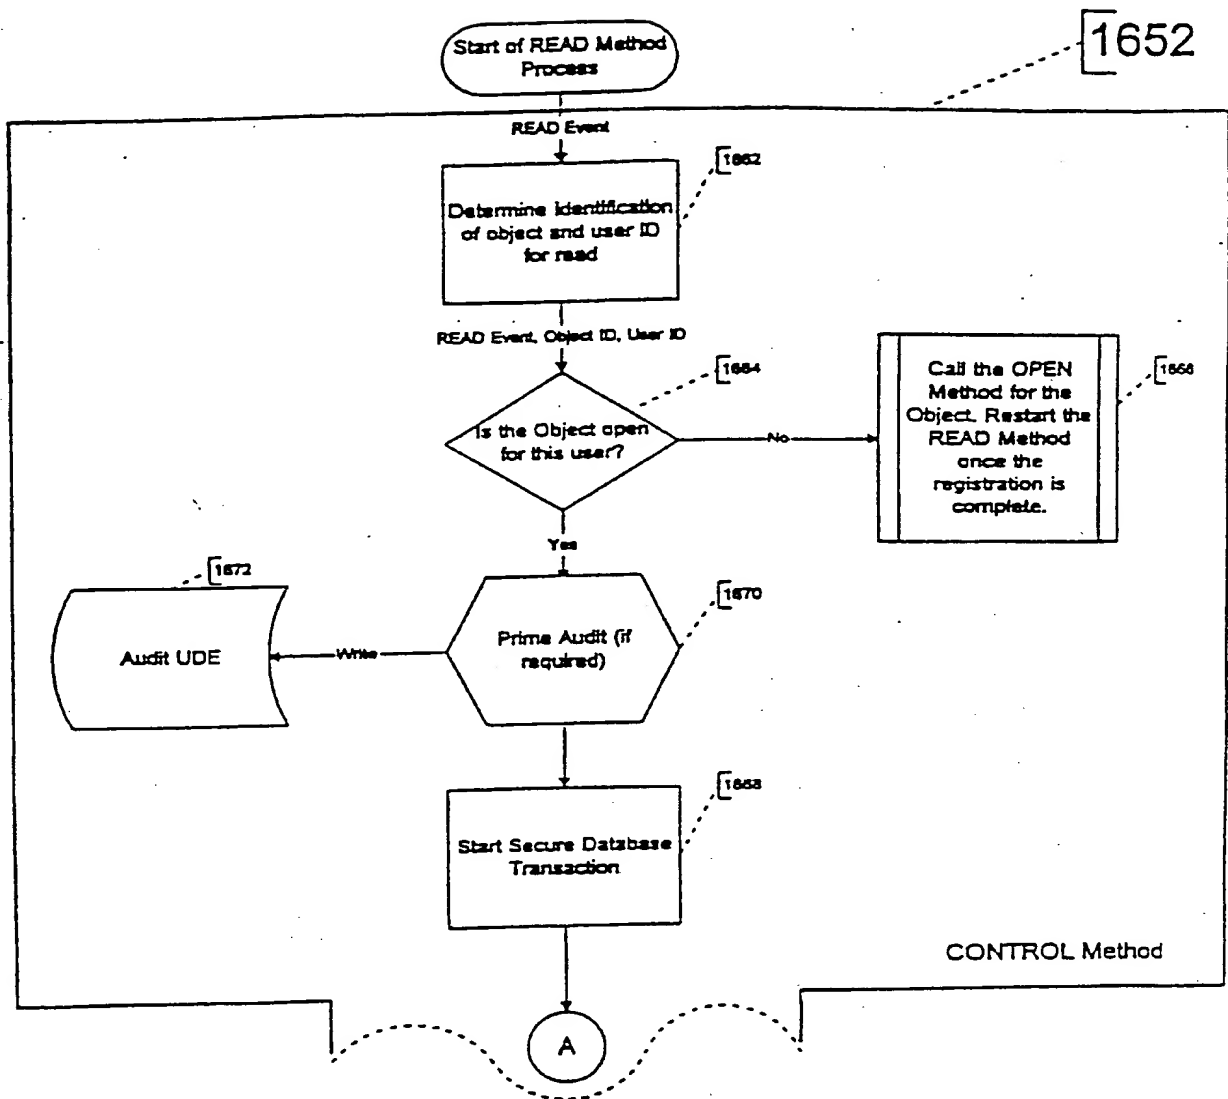 1652
Start of READ Method
Process
READ Event
Determine identification
of object and user ID
for read
READ Event, Object ID, User ID
1664
Is the Object open
for this user?
No
Call the OPEN
Method for the
Object. Restart the
READ Method
once the
registration is
complete.
Yes
1672
Audit UDE
Write
Prime Audit (if
required)
1670
Start Secure Database
Transaction
CONTROL Method
A